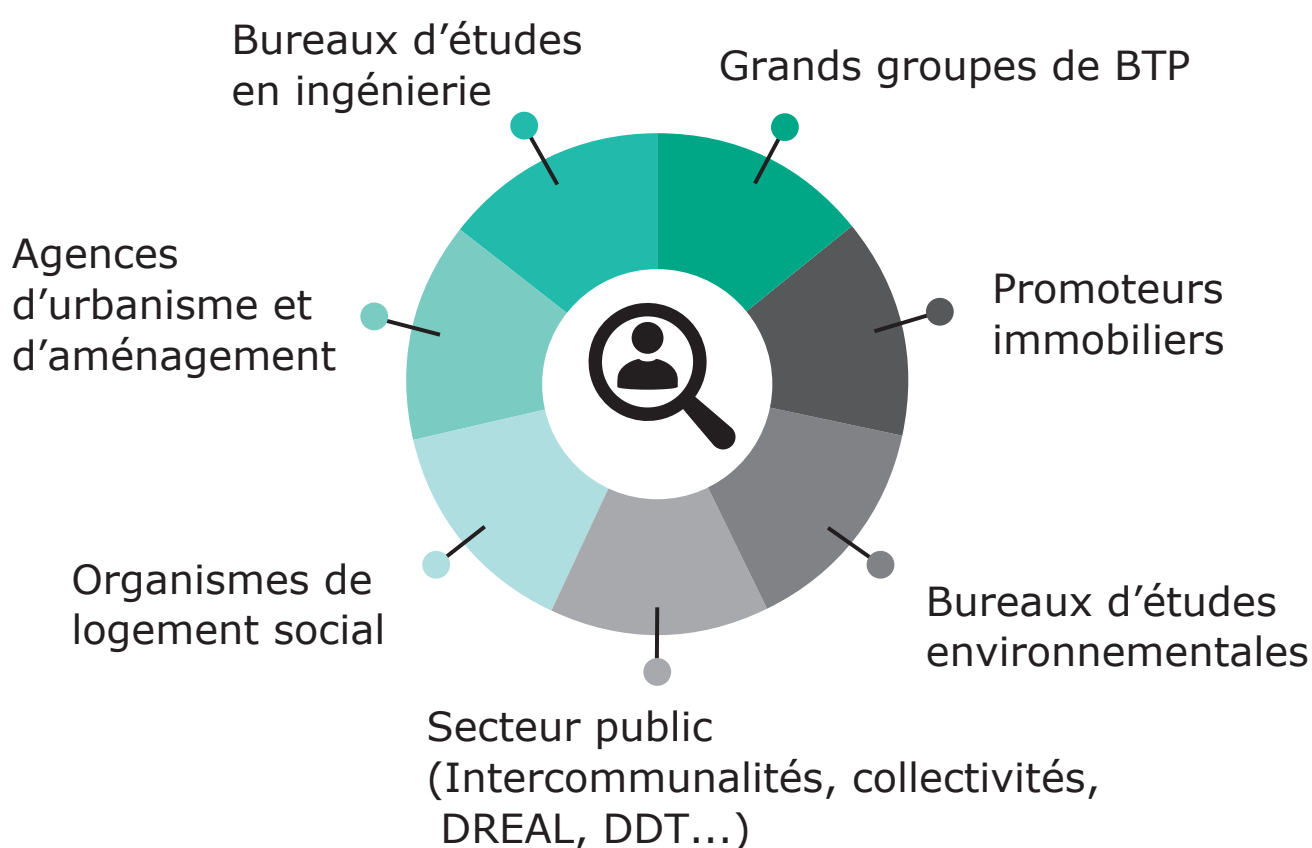 Bureaux d’études
en ingénierie
Grands groupes de BTP
Agences
d’urbanisme et
d’aménagement
Promoteurs
immobiliers
Organismes de
logement social
Bureaux d’études
environnementales
Secteur public
(Intercommunalités, collectivités,
DREAL, DDT...)